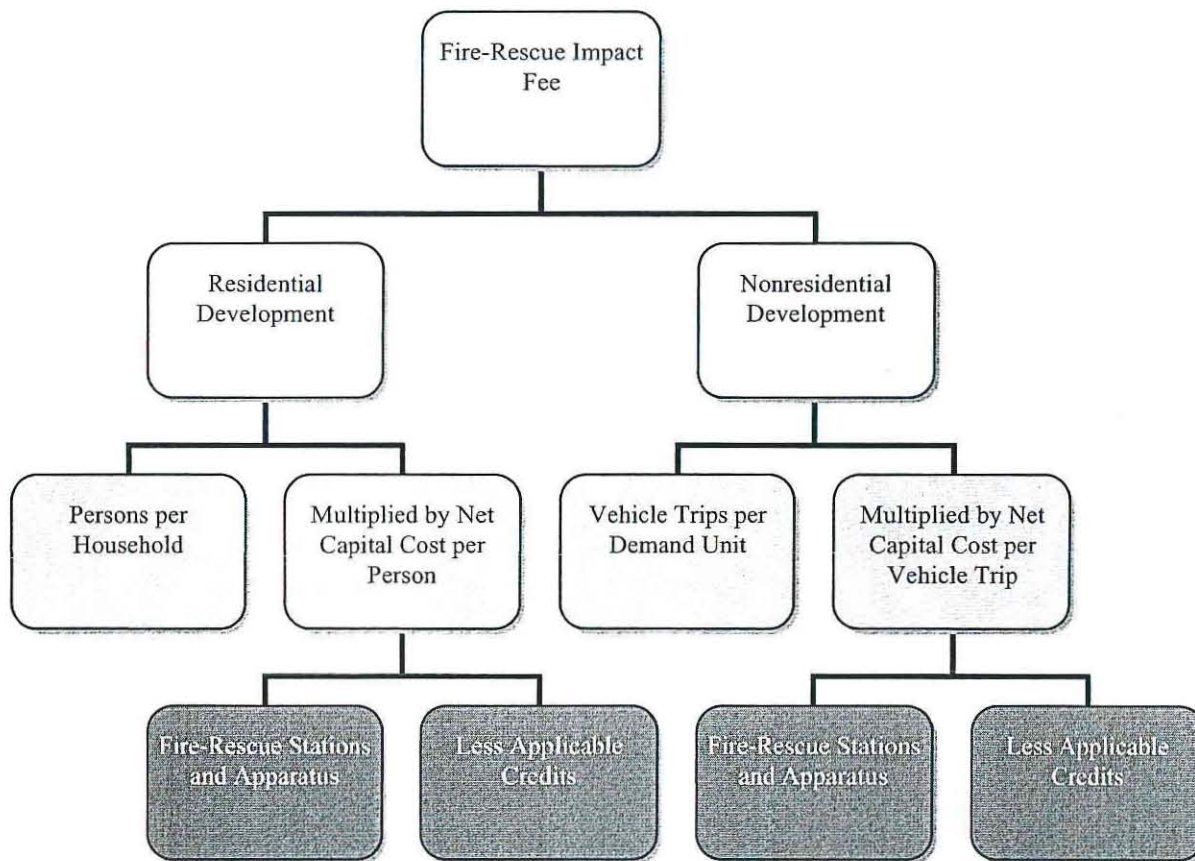 Fire-Rescue Impact
Fee
Residential
Development
Nonresidential
Development
Persons per
Household
Multiplied by Net
Capital Cost per
Person
Vehicle Trips per
Demand Unit
Multiplied by Net
Capital Cost per
Vehicle Trip
Fire-Rescue Stations
and Apparatus
Less Applicable
Credits
Fire-Rescue Stations
and Apparatus
Less Applicable
Credits